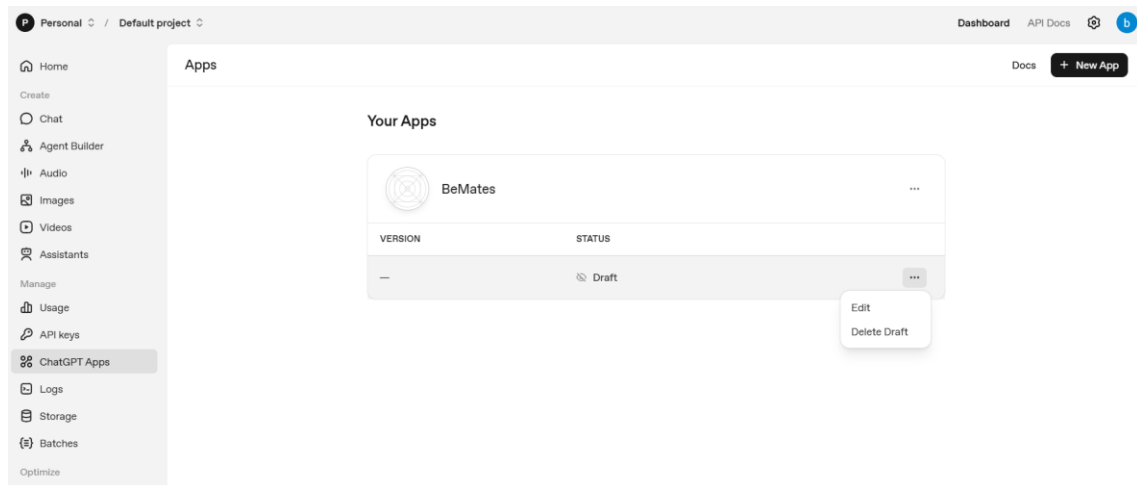 P Personal / Default project
Dashboard API Docs b
Home
Create
Chat
Agent Builder
Audio
Images
Videos
Assistants
Manage
Usage
API keys
ChatGPT Apps
Logs
Storage
Batches
Optimize
Apps
Docs + New App
Your Apps
BeMates ...
VERSION STATUS
— Draft ...
Edit
Delete Draft